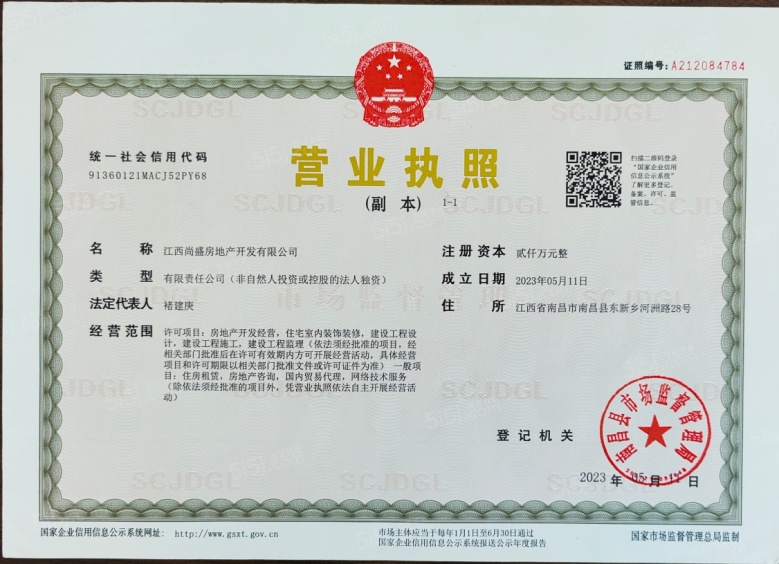 证照编号：A212084784
统一社会信用代码
91360121MACJ52PY68
营业执照
（副 本） 1-1
扫描二维码登录
“国家企业信用
信息公示系统”
了解更多登记、
备案、许可、监
管信息。
名 称 江西尚盛房地产开发有限公司
类 型 有限责任公司（非自然人投资或控股的法人独资）
法定代表人 褚建庚
经营范围 许可项目：房地产开发经营，住宅室内装饰装修，建设工程设
计，建设工程施工，建设工程监理（依法须经批准的项目，经
相关部门批准后在许可有效期内方可开展经营活动，具体经营
项目和许可期限以相关部门批准文件或许可证件为准） 一般项
目：住房租赁，房地产咨询，国内贸易代理，网络技术服务
（除依法须经批准的项目外，凭营业执照依法自主开展经营活
动）
注册资本 贰仟万元整
成立日期 2023年05月11日
住 所 江西省南昌市南昌县东新乡河洲路28号
登记机关
南昌县市场监督管理局
2023 年 05 月 11 日
SCJDGL SCJDGL SCJDGL
SCJDGL SCJDGL
市场监督管理
SCJDGL SCJDGL SCJDGL
国家企业信用信息公示系统网址： http://www.gsxt.gov.cn
市场主体应当于每年1月1日至6月30日通过
国家企业信用信息公示系统报送公示年度报告
国家市场监督管理总局监制